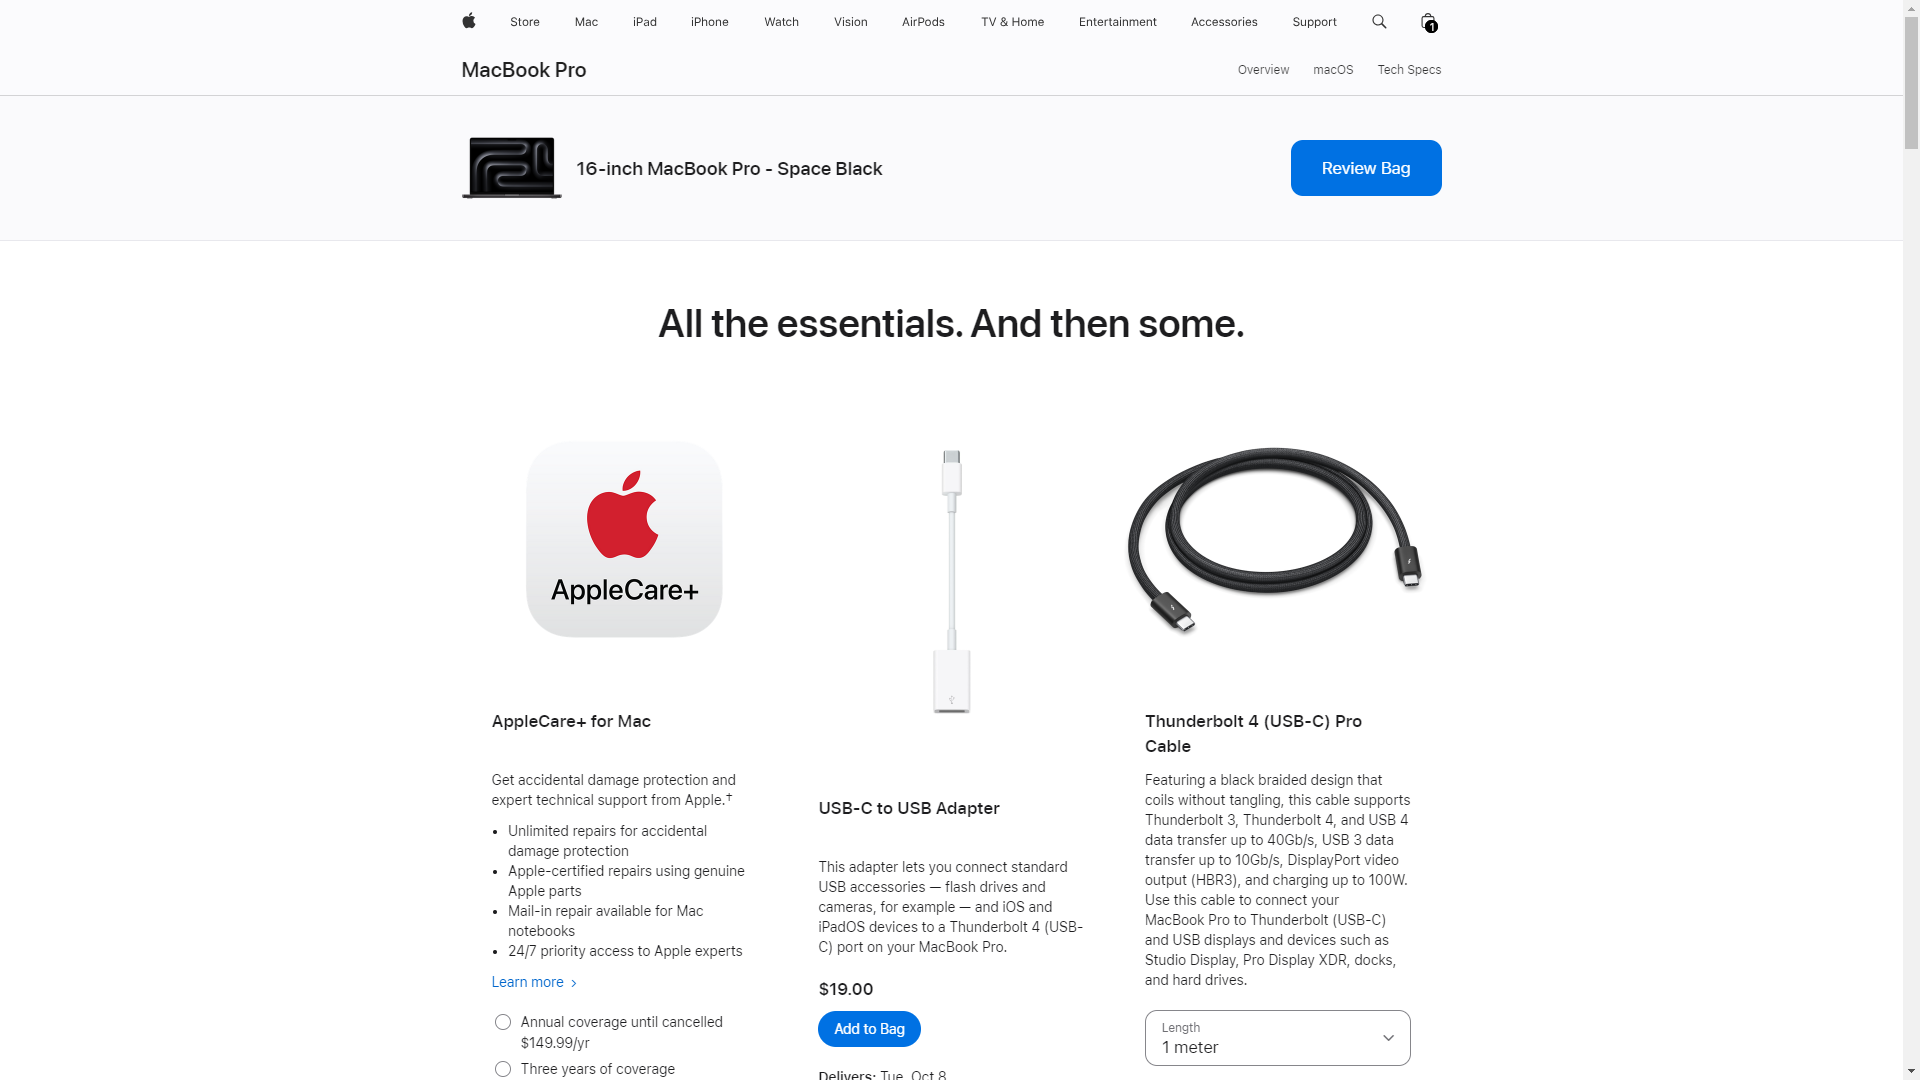 Store Mac iPad iPhone Watch Vision AirPods TV & Home Entertainment Accessories Support 1
MacBook Pro
Overview macOS Tech Specs
16-inch MacBook Pro - Space Black
Review Bag
All the essentials. And then some.
AppleCare+
AppleCare+ for Mac
Get accidental damage protection and
expert technical support from Apple.†
• Unlimited repairs for accidental
damage protection
• Apple-certified repairs using genuine
Apple parts
• Mail-in repair available for Mac
notebooks
• 24/7 priority access to Apple experts
Learn more >
Annual coverage until cancelled
$149.99/yr
Three years of coverage
USB-C to USB Adapter
This adapter lets you connect standard
USB accessories — flash drives and
cameras, for example — and iOS and
iPadOS devices to a Thunderbolt 4 (USB-
C) port on your MacBook Pro.
$19.00
Add to Bag
Delivers: Tue, Oct 8
Thunderbolt 4 (USB-C) Pro
Cable
Featuring a black braided design that
coils without tangling, this cable supports
Thunderbolt 3, Thunderbolt 4, and USB 4
data transfer up to 40Gb/s, USB 3 data
transfer up to 10Gb/s, DisplayPort video
output (HBR3), and charging up to 100W.
Use this cable to connect your
MacBook Pro to Thunderbolt (USB-C)
and USB displays and devices such as
Studio Display, Pro Display XDR, docks,
and hard drives.
Length
1 meter